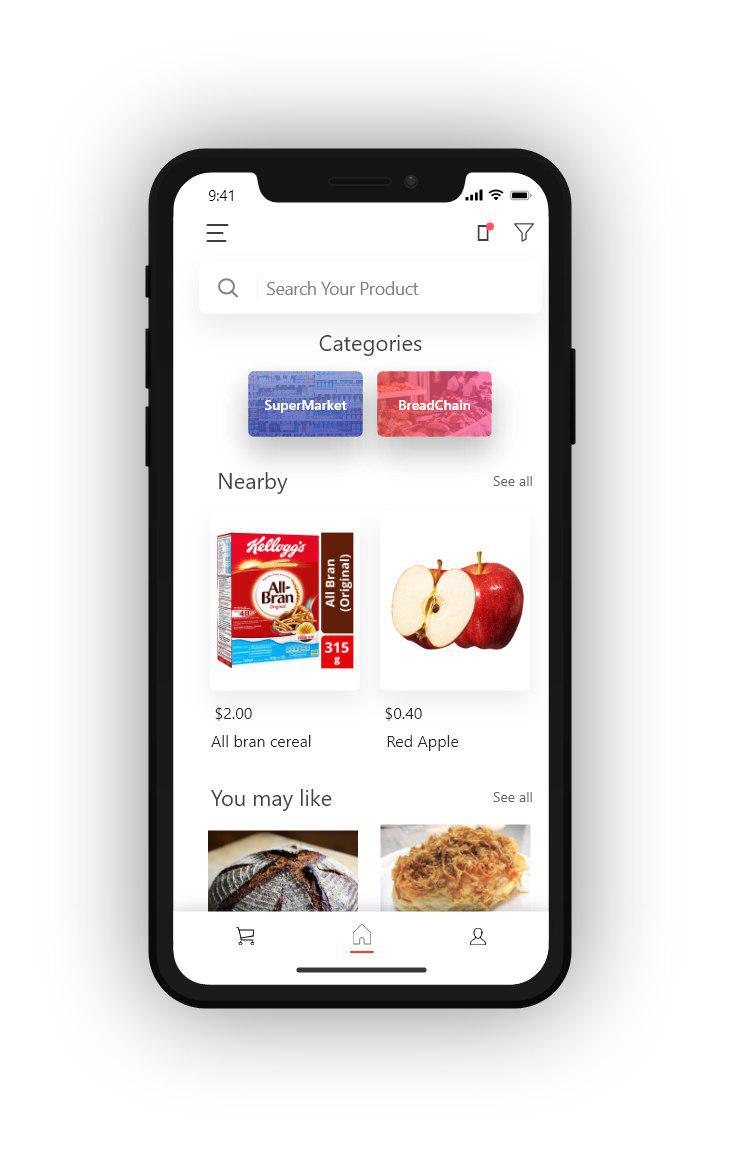 9:41
Search Your Product
Categories
SuperMarket
BreadChain
Nearby
See all
Kellogg's
All-
Bran
Original
All Bran
(Original)
315
g
$2.00
$0.40
All bran cereal
Red Apple
You may like
See all